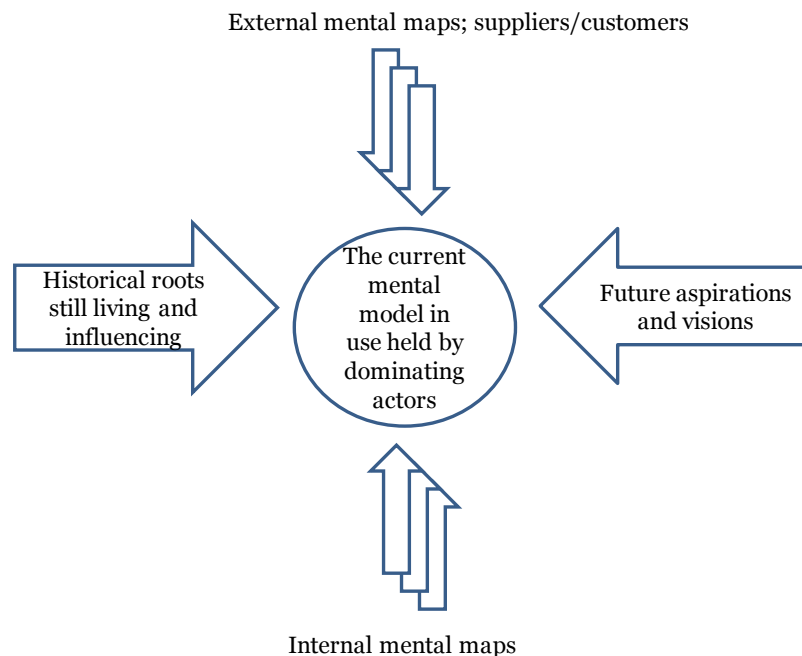 External mental maps; suppliers/customers
Historical roots
still living and
influencing
The current
mental
model in
use held by
dominating
actors
Future aspirations
and visions
Internal mental maps